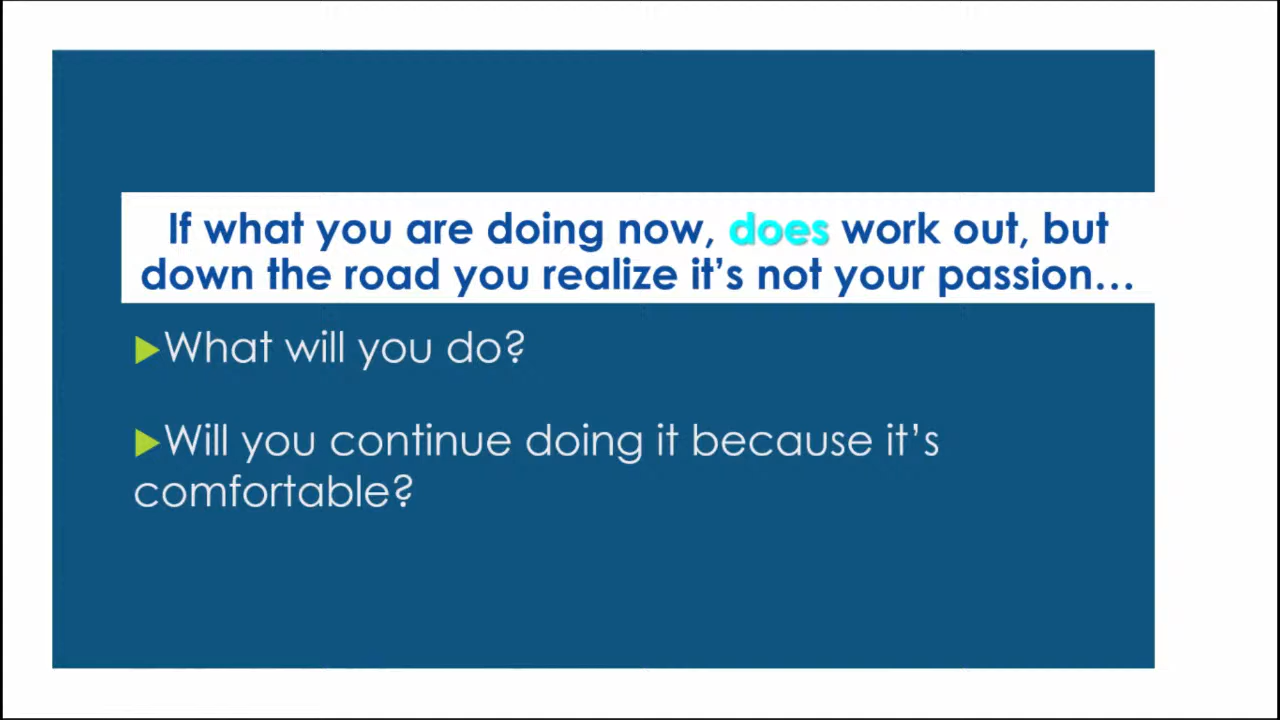 If what you are doing now, does work out, but
down the road you realize it’s not your passion…
▶What will you do?
▶Will you continue doing it because it’s
comfortable?